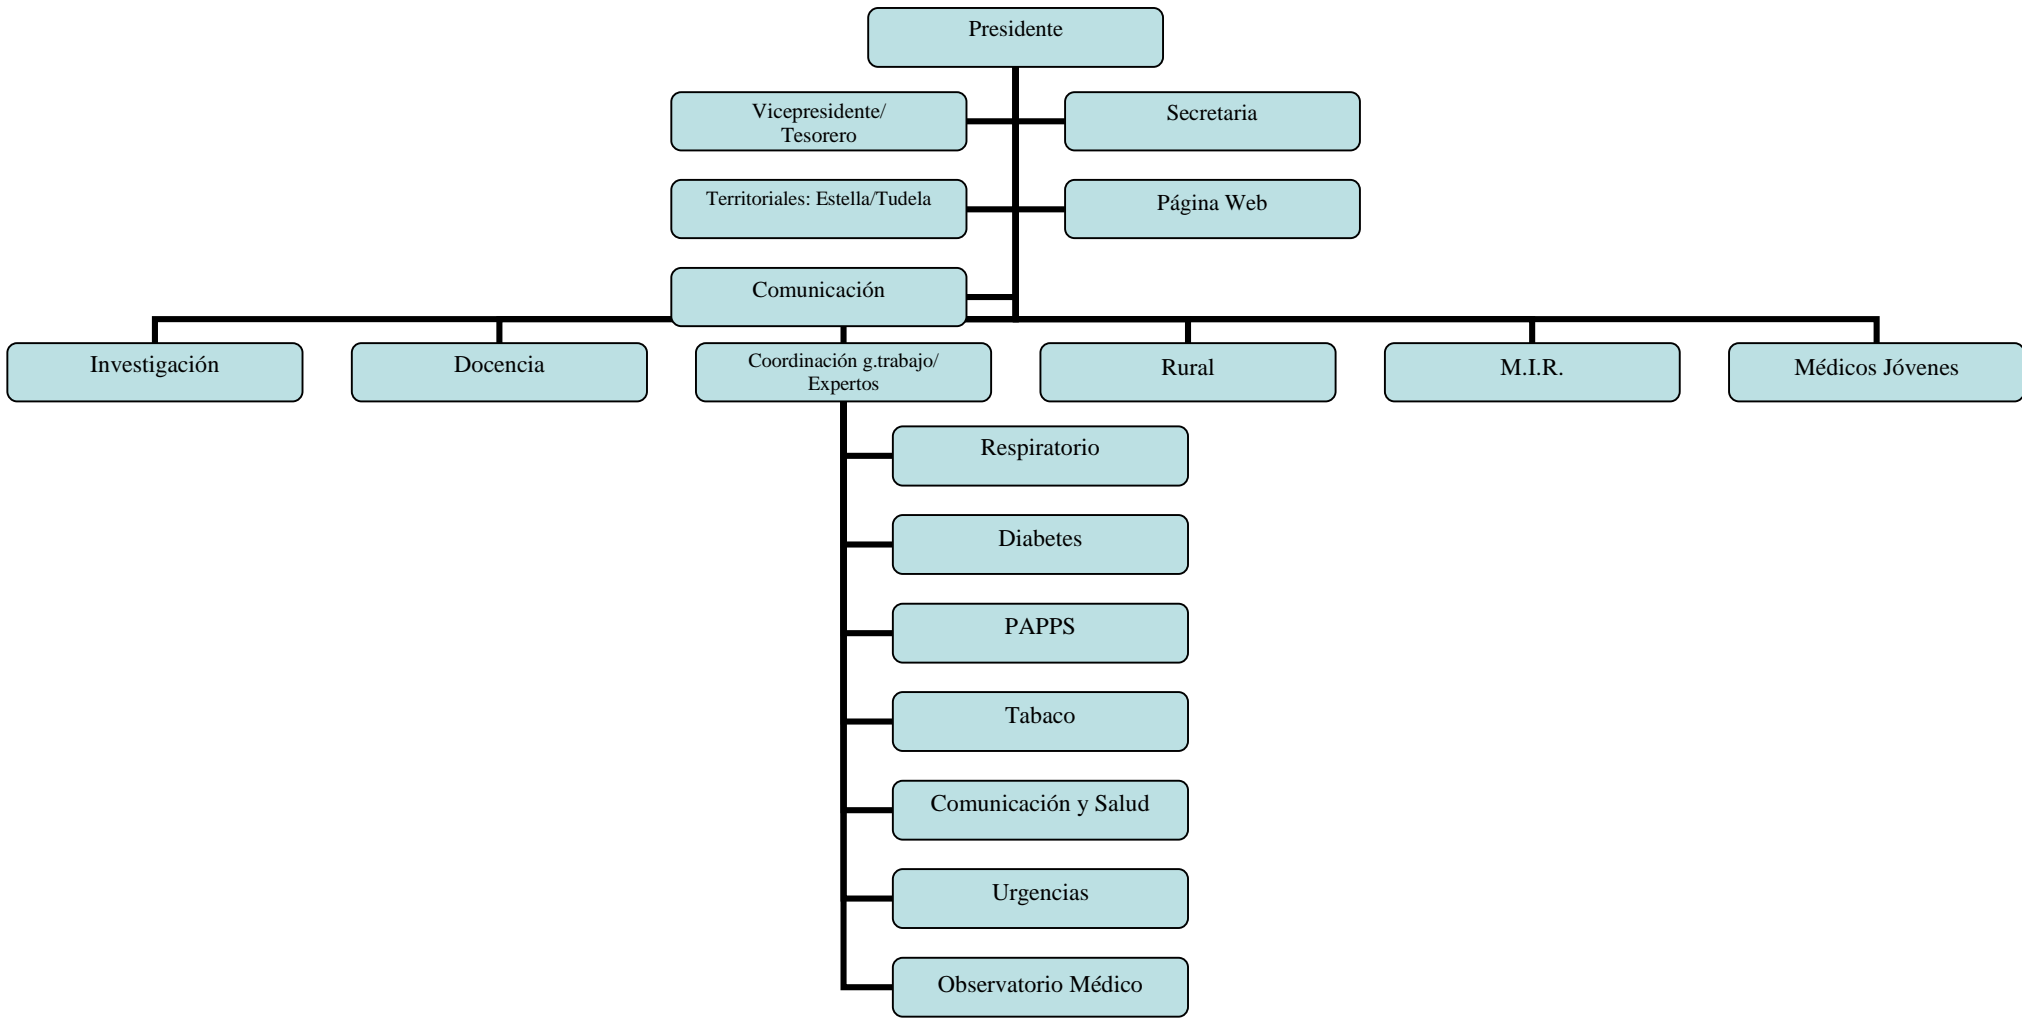 Presidente
Vicepresidente/
Tesorero
Secretaria
Territoriales: Estella/Tudela
Página Web
Comunicación
Investigación
Docencia
Coordinación g.trabajo/
Expertos
Rural
M.I.R.
Médicos Jóvenes
Respiratorio
Diabetes
PAPPS
Tabaco
Comunicación y Salud
Urgencias
Observatorio Médico